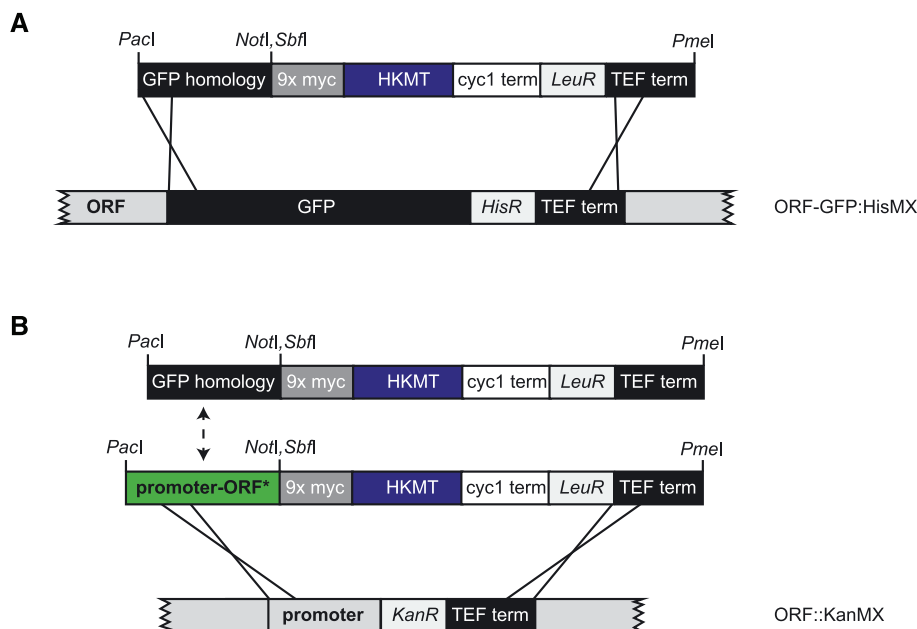 A
PacI NotI,SbfI PmeI
GFP homology 9x myc HKMT cyc1 term LeuR TEF term
ORF GFP HisR TEF term ORF-GFP:HisMX
B
PacI NotI,SbfI PmeI
GFP homology 9x myc HKMT cyc1 term LeuR TEF term
PacI NotI,SbfI PmeI
promoter-ORF* 9x myc HKMT cyc1 term LeuR TEF term
promoter KanR TEF term ORF::KanMX